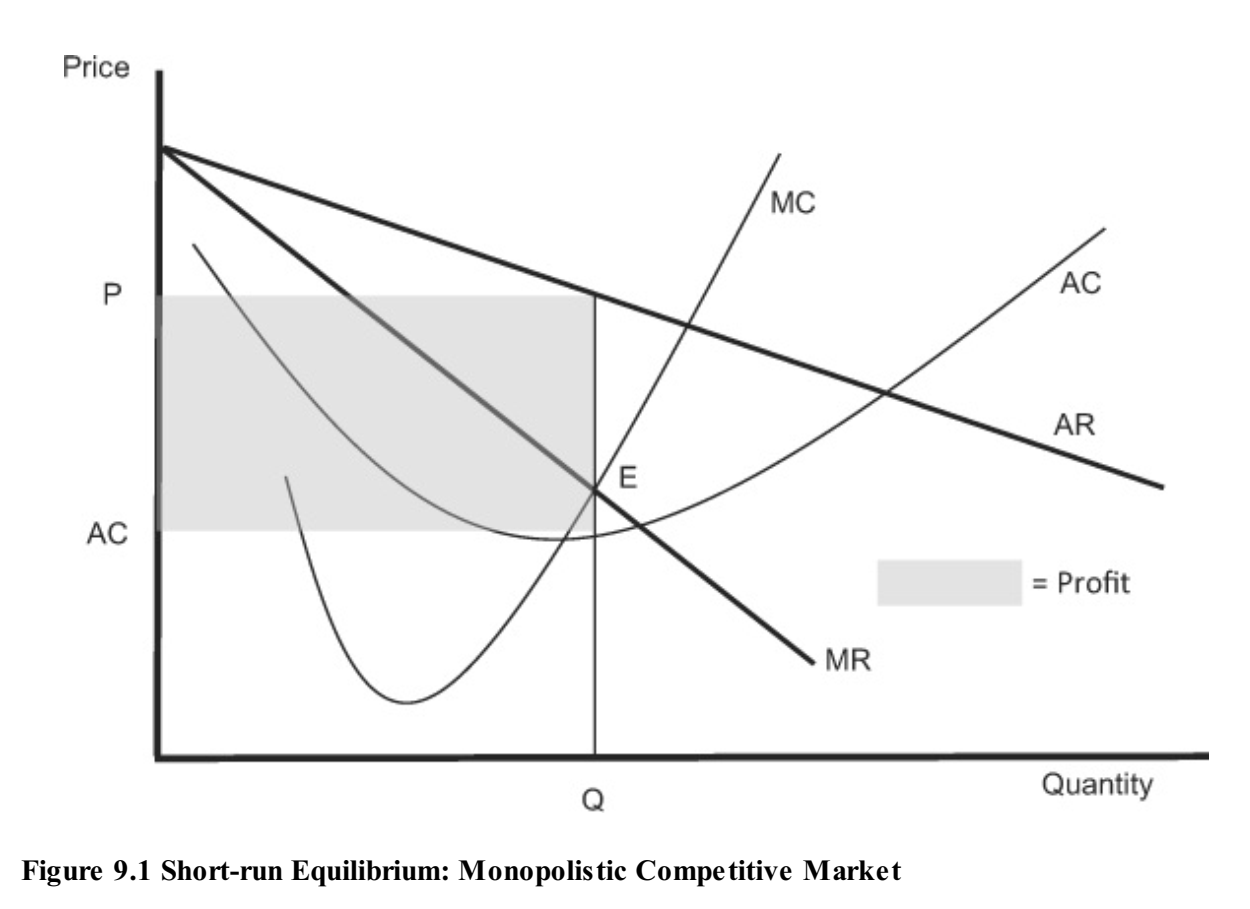 Price
MC
P
AC
AR
E
AC
= Profit
MR
Quantity
Q
Figure 9.1 Short-run Equilibrium: Monopolistic Competitive Market